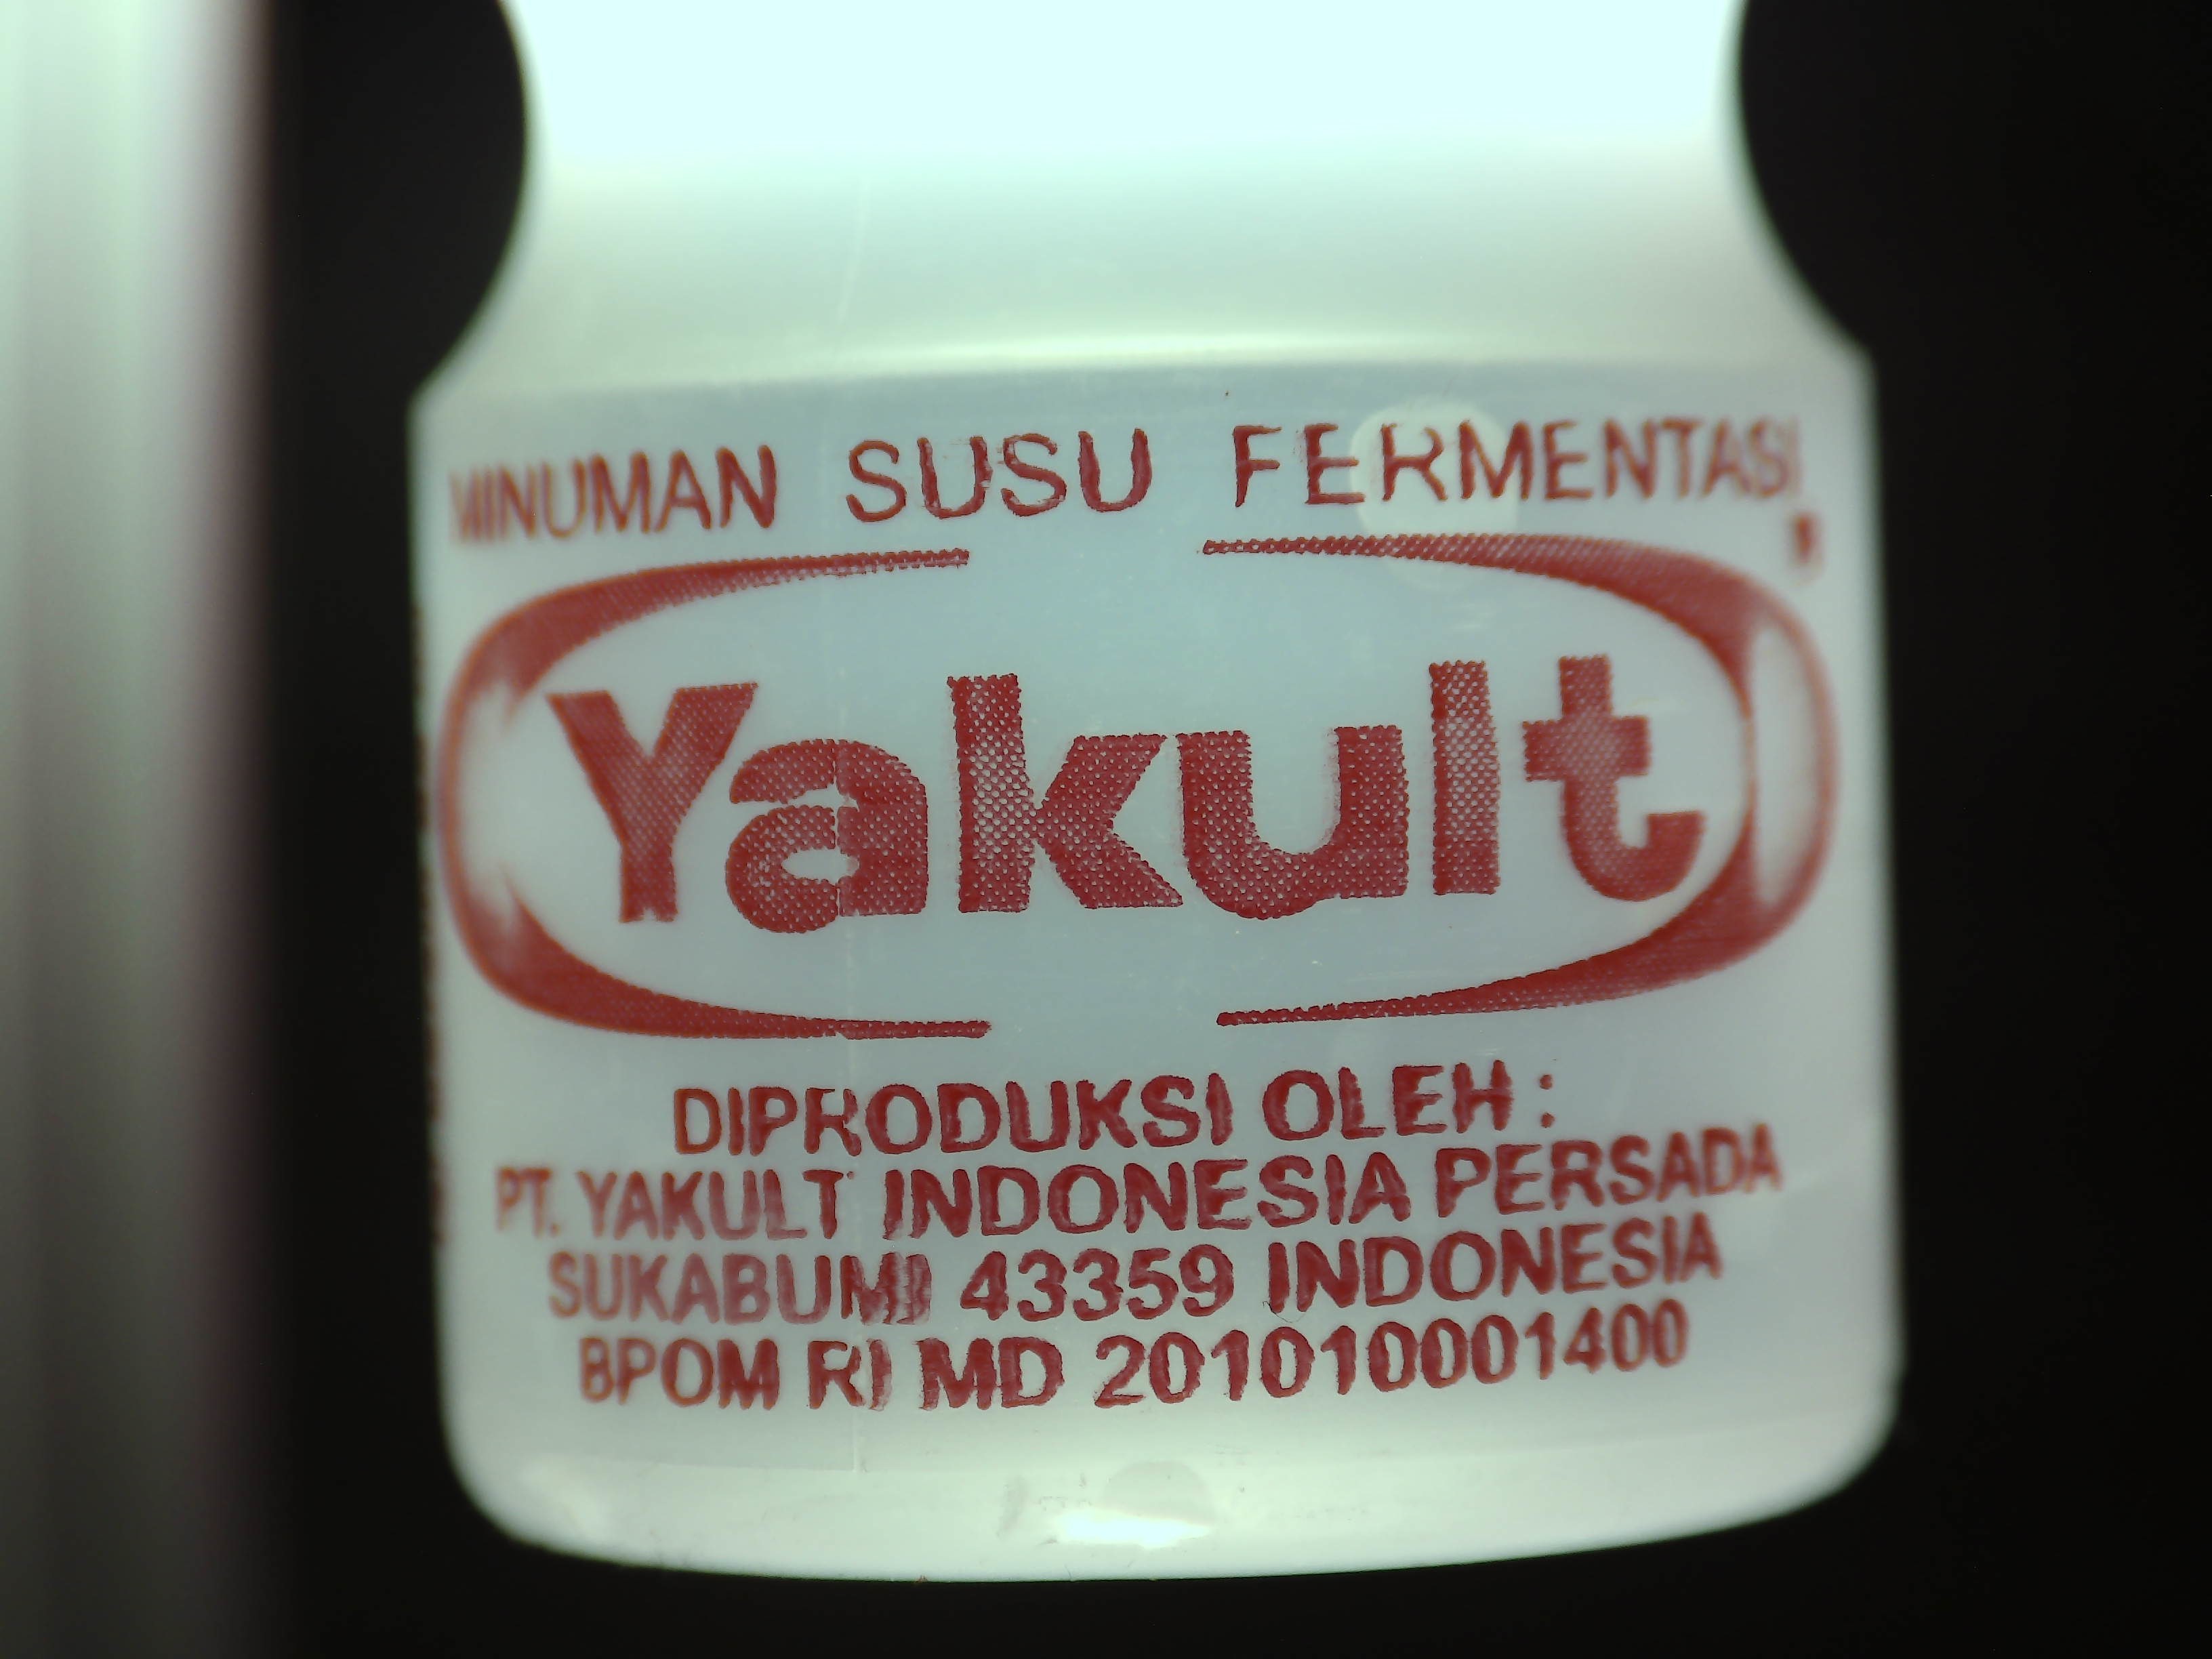 MINUMAN SUSU FERMENTASI
Yakult
DIPRODUKSI OLEH :
PT. YAKULT INDONESIA PERSADA
SUKABUMI 43359 INDONESIA
BPOM RI MD 201010001400